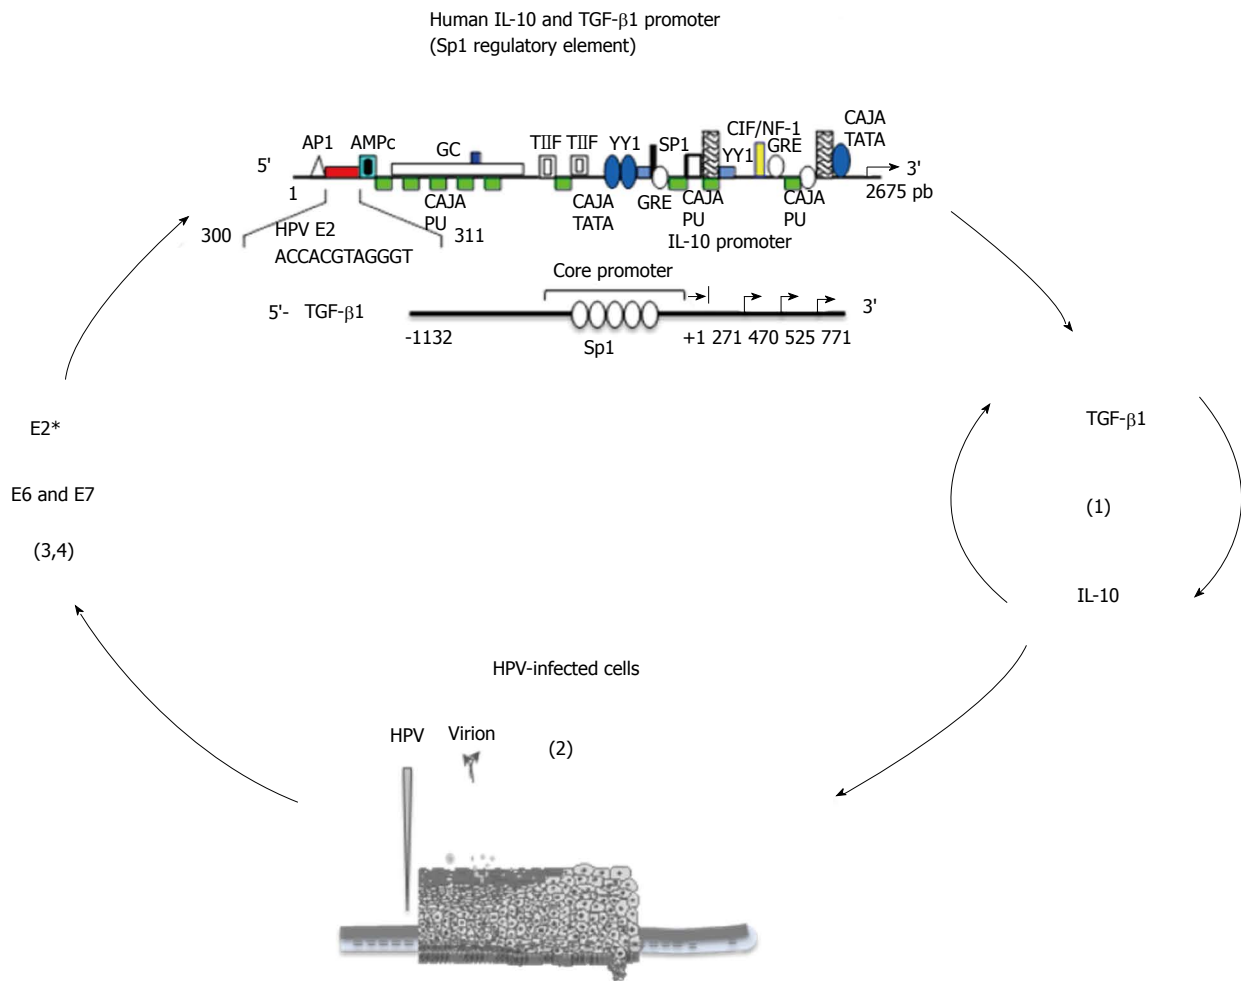 Human IL-10 and TGF-β1 promoter
(Sp1 regulatory element)
AP1 AMPc GC TIIF TIIF YY1 SP1 CIF/NF-1 CAJA
YY1 GRE TATA
5' 3'
1 CAJA CAJA GRE CAJA CAJA 2675 pb
PU TATA PU PU
300 HPV E2 311 IL-10 promoter
ACCACGTAGGGT
Core promoter
5'- TGF-β1 3'
-1132 Sp1 +1 271 470 525 771
E2*
TGF-β1
E6 and E7
(1)
(3,4)
IL-10
HPV-infected cells
HPV Virion (2)